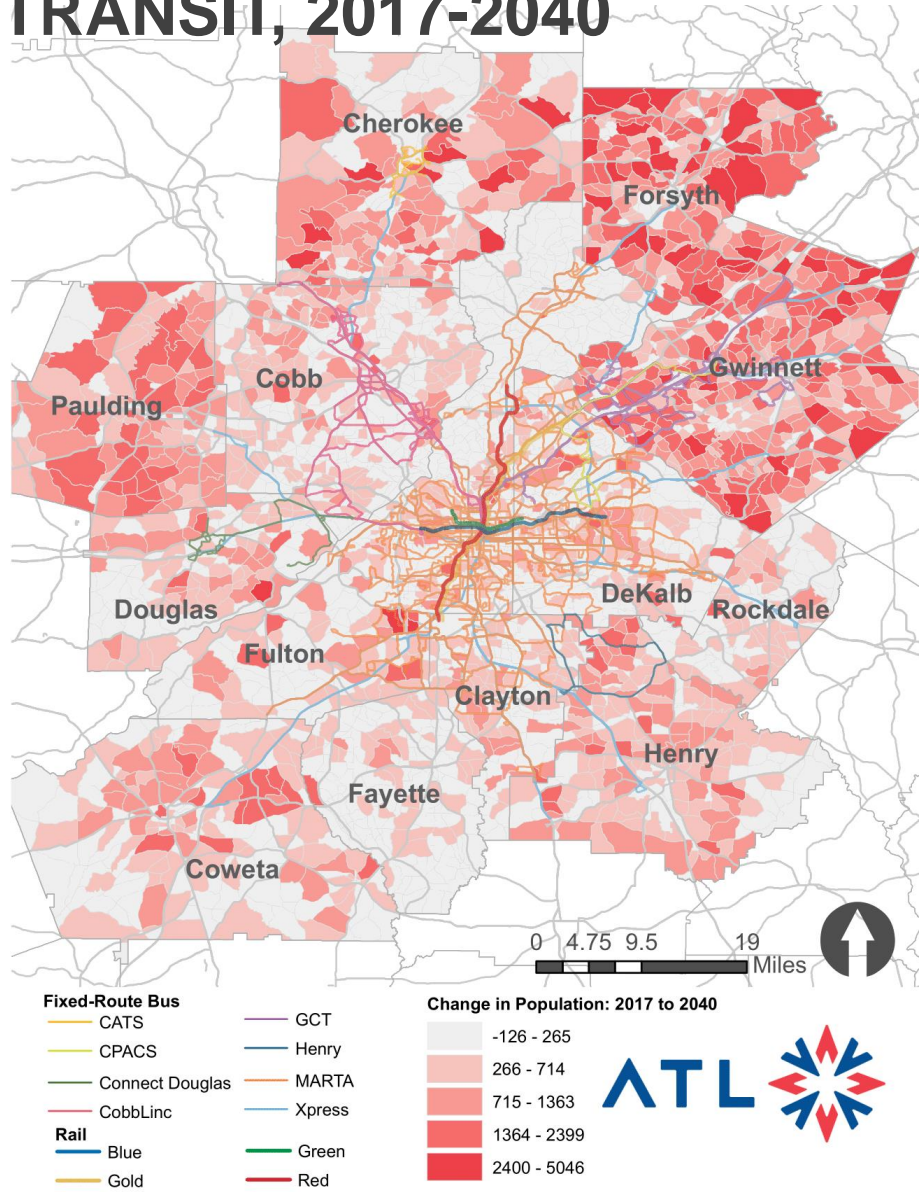 TRANSIT, 2017-2040
Cherokee
Forsyth
Cobb
Gwinnett
Paulding
DeKalb
Rockdale
Douglas
Fulton
Clayton
Henry
Fayette
Coweta
0 4.75 9.5 19
Miles
Fixed-Route Bus
CATS
CPACS
Connect Douglas
CobbLinc
GCT
Henry
MARTA
Xpress
Rail
Blue
Gold
Green
Red
Change in Population: 2017 to 2040
-126 - 265
266 - 714
715 - 1363
1364 - 2399
2400 - 5046
ATL